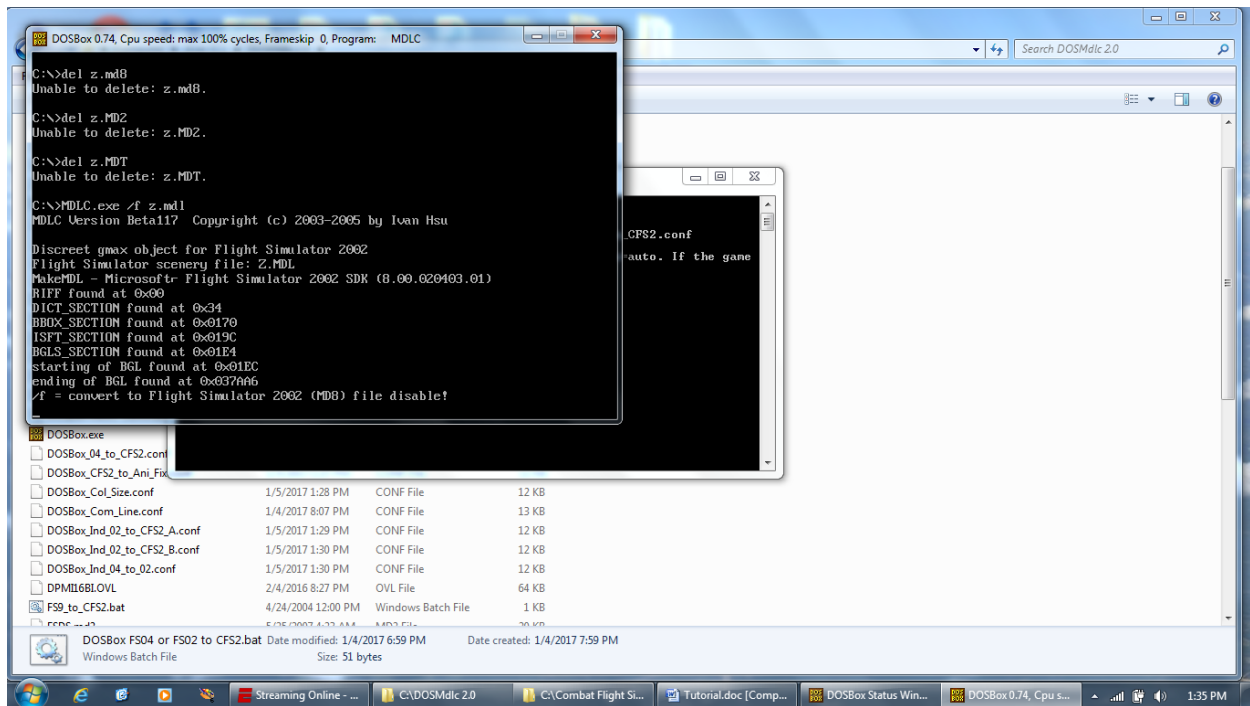 DOSBox 0.74, Cpu speed: max 100% cycles, Frameskip 0, Program: MDLC
Search DOSMdlc 2.0
C:\>del z.md8
Unable to delete: z.md8.
C:\>del z.MD2
Unable to delete: z.MD2.
C:\>del z.MDT
Unable to delete: z.MDT.
C:\>MDLC.exe /f z.mdl
MDLC Version Beta117 Copyright (c) 2003-2005 by Ivan Hsu
Discreet gmax object for Flight Simulator 2002
Flight Simulator scenery file: Z.MDL
MakeMDL - Microsoft← Flight Simulator 2002 SDK (8.00.020403.01)
RIFF found at 0x00
DICT_SECTION found at 0x34
BBOX_SECTION found at 0x0170
ISFT_SECTION found at 0x019C
BGLS_SECTION found at 0x01E4
starting of BGL found at 0x01EC
ending of BGL found at 0x037AA6
/f = convert to Flight Simulator 2002 (MD8) file disable!
_
_CFS2.conf
auto. If the game
DOSBox.exe
DOSBox_04_to_CFS2.conf
DOSBox_CFS2_to_Ani_Fix
DOSBox_Col_Size.conf 1/5/2017 1:28 PM CONF File 12 KB
DOSBox_Com_Line.conf 1/4/2017 8:07 PM CONF File 13 KB
DOSBox_Ind_02_to_CFS2_A.conf 1/5/2017 1:29 PM CONF File 12 KB
DOSBox_Ind_02_to_CFS2_B.conf 1/5/2017 1:30 PM CONF File 12 KB
DOSBox_Ind_04_to_02.conf 1/5/2017 1:30 PM CONF File 12 KB
DPMI16BI.OVL 2/4/2016 8:27 PM OVL File 64 KB
FS9_to_CFS2.bat 4/24/2004 12:00 PM Windows Batch File 1 KB
DOSBox FS04 or FS02 to CFS2.bat Date modified: 1/4/2017 6:59 PM Date created: 1/4/2017 7:59 PM
Windows Batch File Size: 51 bytes
Streaming Online - ... C:\DOSMdlc 2.0 C:\Combat Flight Si... Tutorial.doc [Comp... DOSBox Status Win... DOSBox 0.74, Cpu s... 1:35 PM